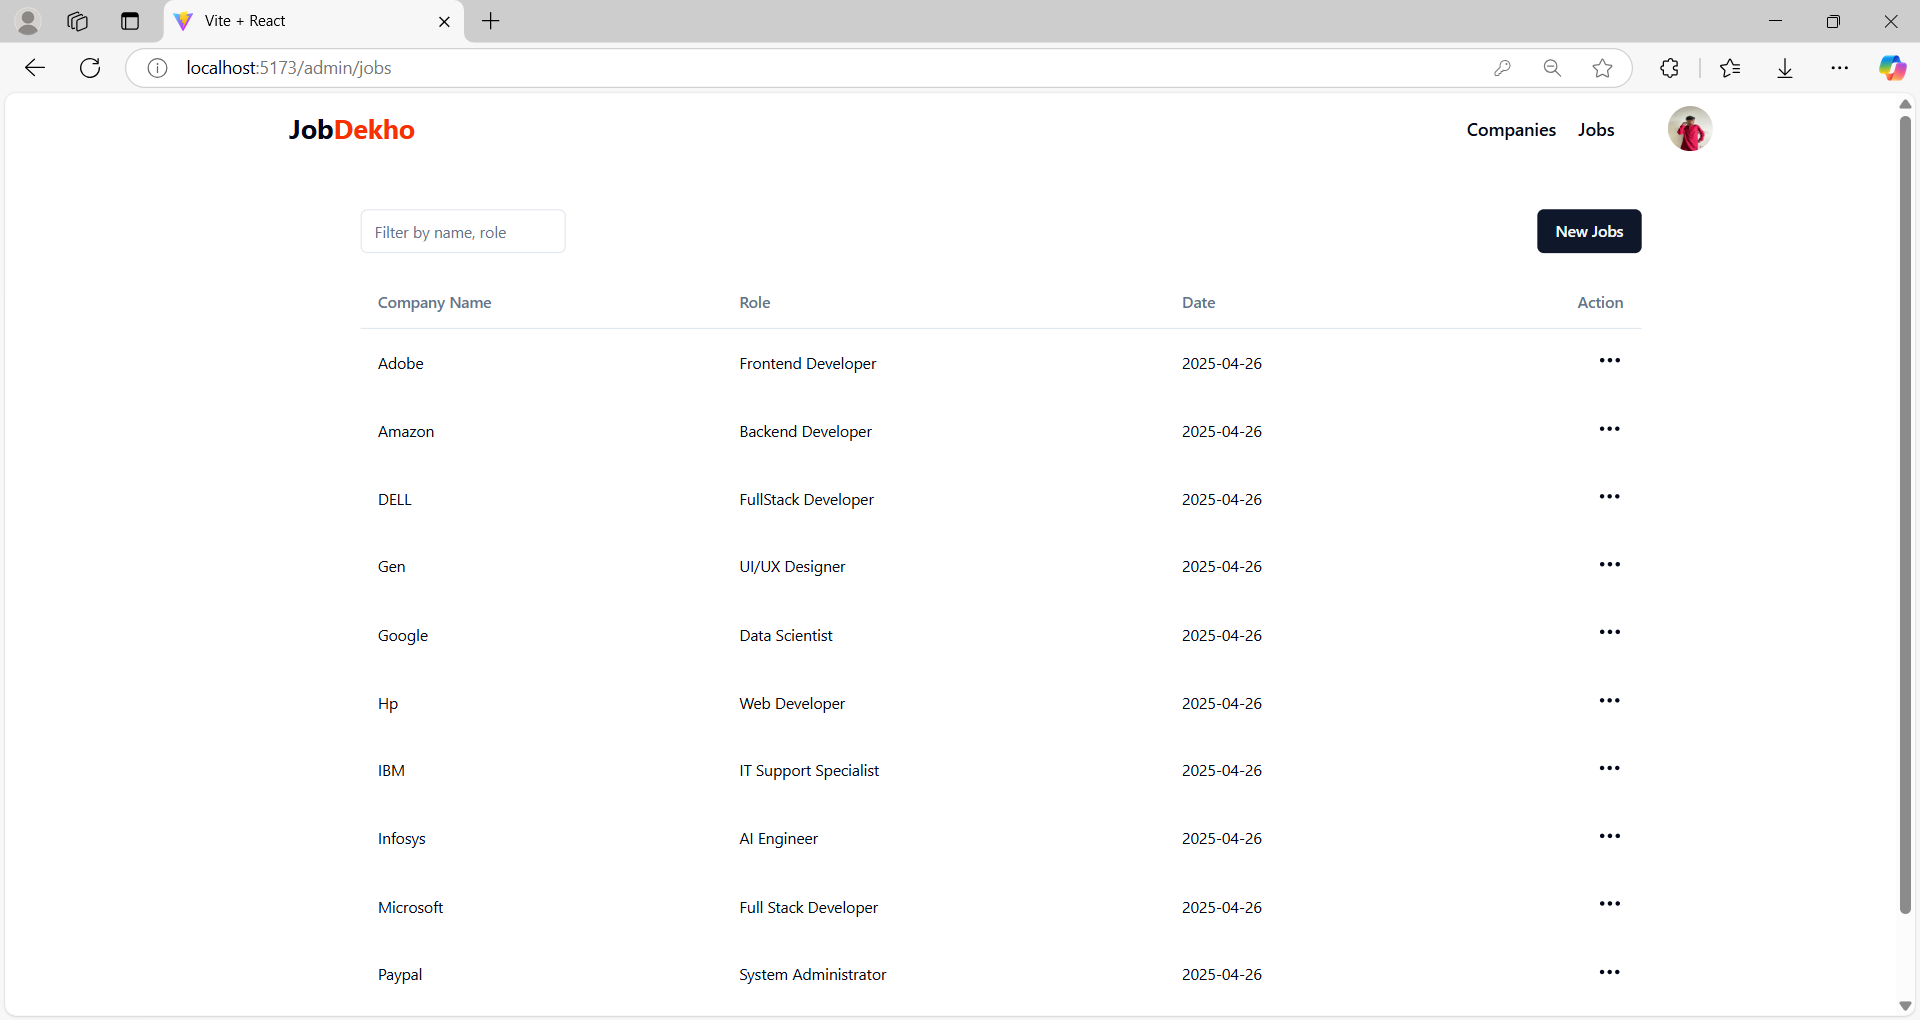 Vite + React
localhost:5173/admin/jobs
JobDekho
Companies Jobs
Filter by name, role
New Jobs
Company Name Role Date Action
Adobe Frontend Developer 2025-04-26
Amazon Backend Developer 2025-04-26
DELL FullStack Developer 2025-04-26
Gen UI/UX Designer 2025-04-26
Google Data Scientist 2025-04-26
Hp Web Developer 2025-04-26
IBM IT Support Specialist 2025-04-26
Infosys AI Engineer 2025-04-26
Microsoft Full Stack Developer 2025-04-26
Paypal System Administrator 2025-04-26